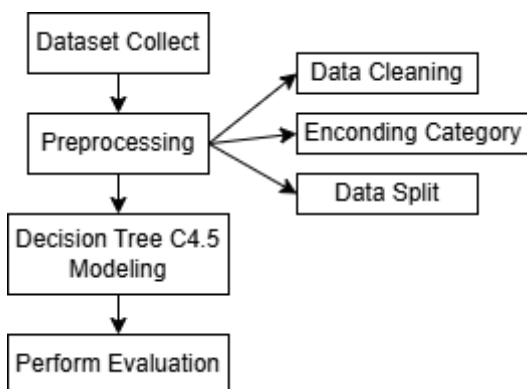 Dataset Collect
Data Cleaning
Preprocessing
Enconding Category
Data Split
Decision Tree C4.5
Modeling
Perform Evaluation